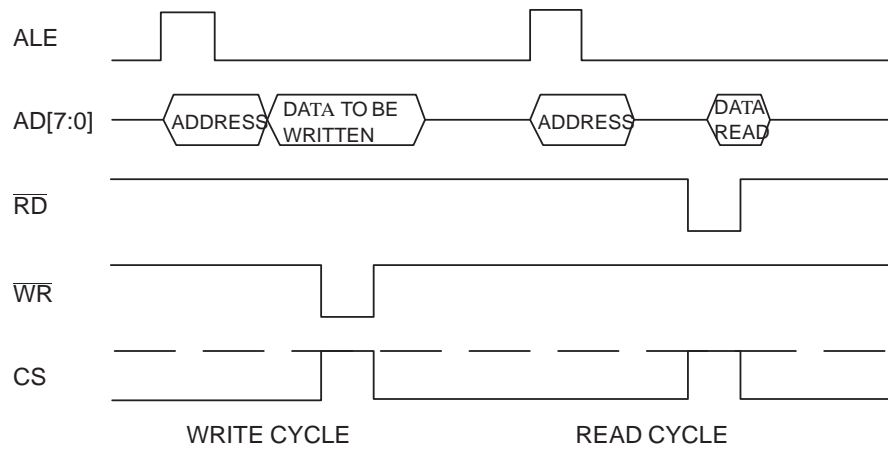 ALE
AD[7:0]
ADDRESS
DATA TO BE
WRITTEN
ADDRESS
DATA
READ
RD
WR
CS
WRITE CYCLE
READ CYCLE